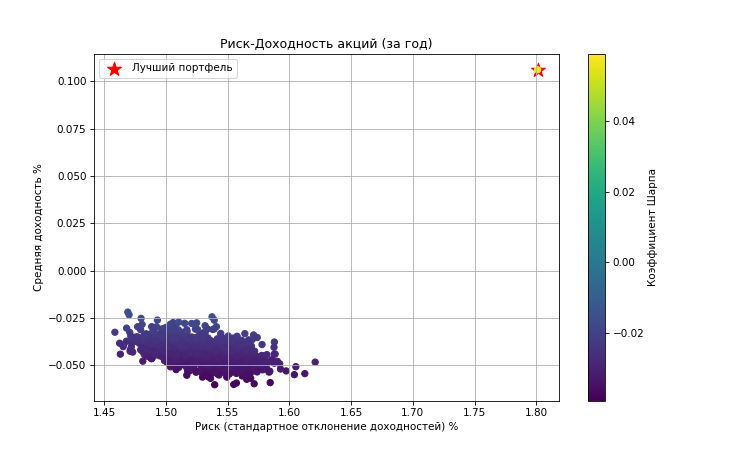 Риск-Доходность акций (за год)
Лучший портфель
0.100
0.075
0.050
0.025
0.000
−0.025
−0.050
Средняя доходность %
1.45 1.50 1.55 1.60 1.65 1.70 1.75 1.80
Риск (стандартное отклонение доходностей) %
0.04
0.02
0.00
−0.02
Коэффициент Шарпа